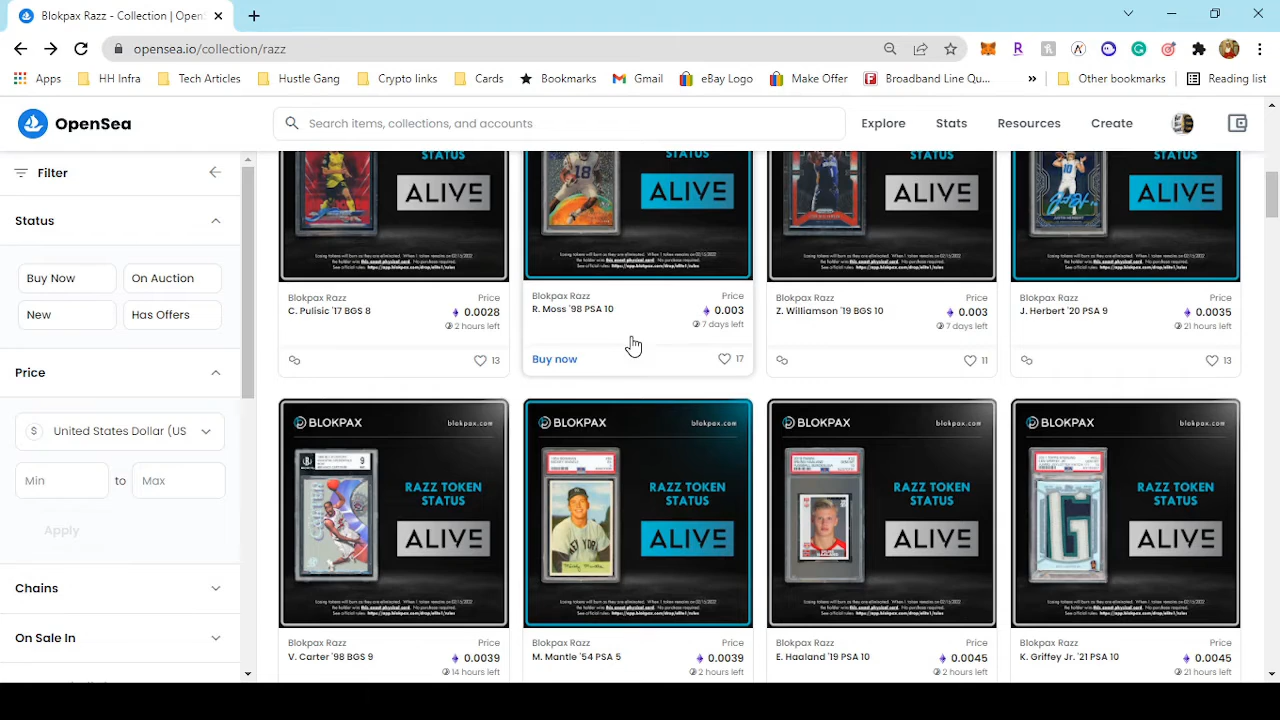 Blokpax Razz - Collection | Open
opensea.io/collection/razz
Apps
HH Infra
Tech Articles
Hustle Gang
Crypto links
Cards
Bookmarks
Gmail
eBay Logo
Make Offer
Broadband Line Qu...
»
Other bookmarks
Reading list
OpenSea
Search items, collections, and accounts
Explore
Stats
Resources
Create
Filter
Status
Buy Now
On Auction
New
Has Offers
Price
$ United States Dollar (US
Min
to
Max
Apply
Chains
On Sale In
STATUS
ALIVE
Blokpax Razz
Price
C. Pulisic '17 BGS 8
0.0028
2 hours left
13
STATUS
18
ALIVE
Blokpax Razz
Price
R. Moss '98 PSA 10
0.003
7 days left
Buy now
17
STATUS
ALIVE
Blokpax Razz
Price
Z. Williamson '19 BGS 10
0.003
7 days left
11
STATUS
10
ALIVE
Blokpax Razz
Price
J. Herbert '20 PSA 9
0.0035
21 hours left
13
BLOKPAX
blokpax.com
9
CARTER
RAZZ TOKEN
STATUS
ALIVE
Blokpax Razz
Price
V. Carter '98 BGS 9
0.0039
14 hours left
BLOKPAX
RAZZ TOKEN
STATUS
ALIVE
Blokpax Razz
Price
M. Mantle '54 PSA 5
0.0039
2 hours left
BLOKPAX
blokpax.com
RAZZ TOKEN
STATUS
ALIVE
Blokpax Razz
Price
E. Haaland '19 PSA 10
0.0045
2 hours left
BLOKPAX
blokpax.com
G
RAZZ TOKEN
STATUS
ALIVE
Blokpax Razz
Price
K. Griffey Jr. '21 PSA 10
0.0045
21 hours left